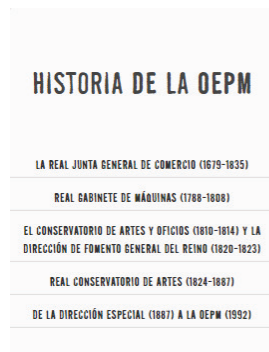 HISTORIA DE LA OEPM
LA REAL JUNTA GENERAL DE COMERCIO (1679-1835)
REAL GABINETE DE MÁQUINAS (1788-1808)
EL CONSERVATORIO DE ARTES Y OFICIOS (1810-1814) Y LA
DIRECCIÓN DE FOMENTO GENERAL DEL REINO (1820-1823)
REAL CONSERVATORIO DE ARTES (1824-1887)
DE LA DIRECCIÓN ESPECIAL (1887) A LA OEPM (1992)